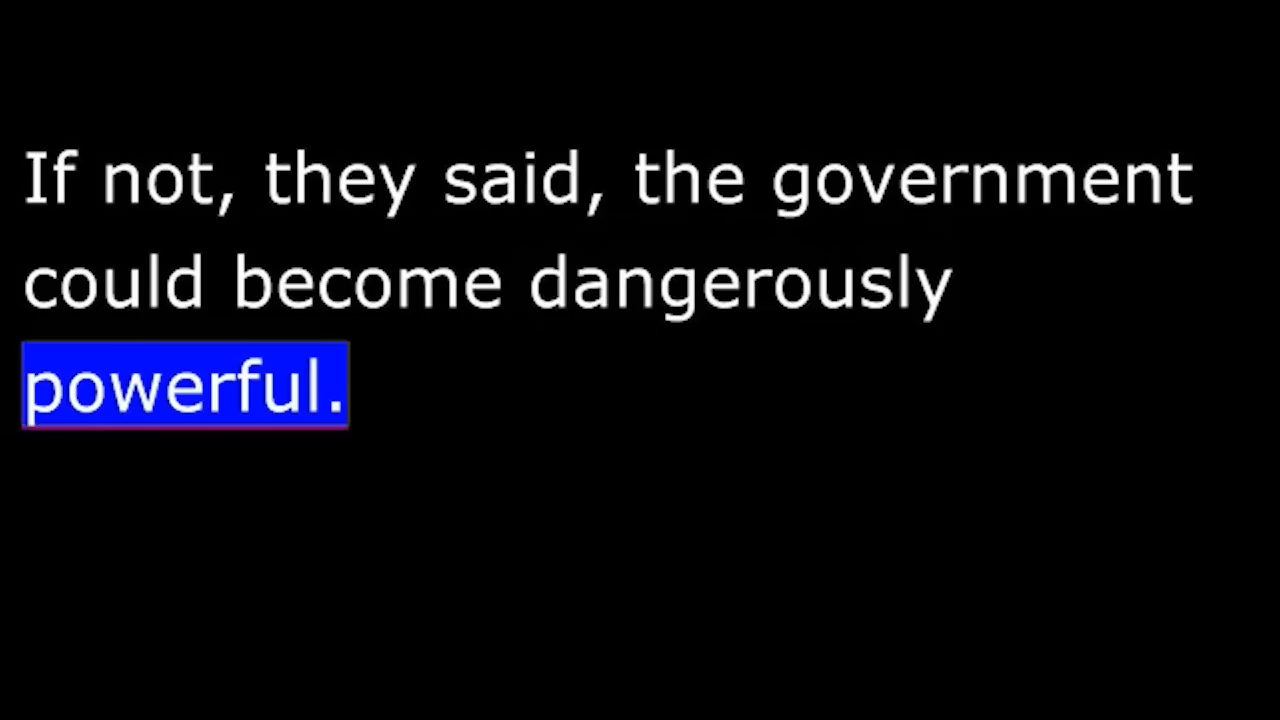 If not, they said, the government
could become dangerously
powerful.